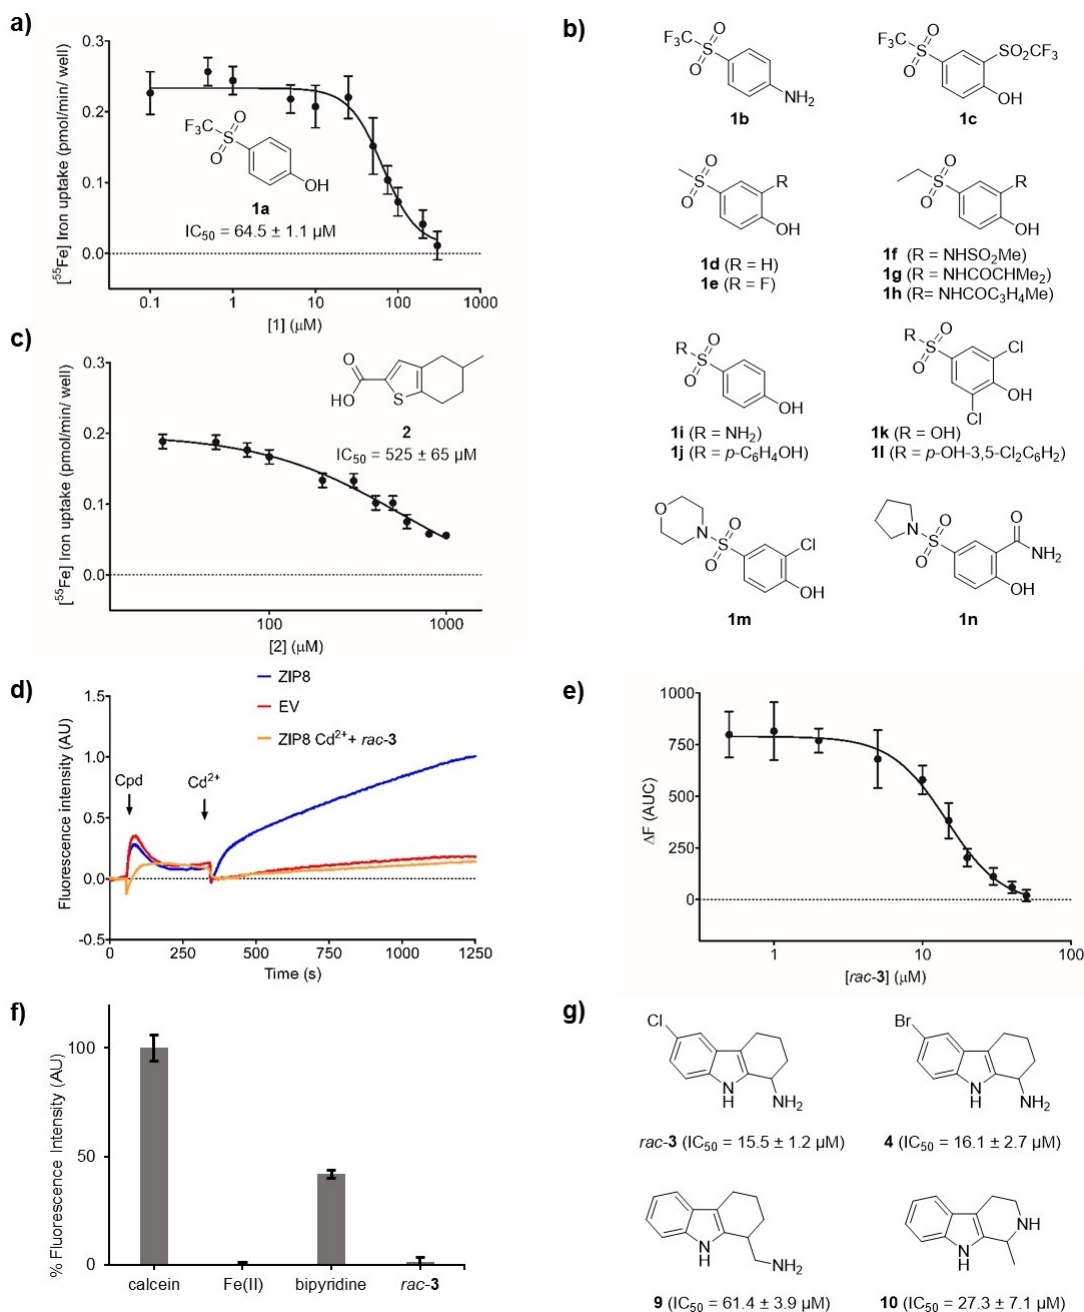 a)
[⁵⁵Fe] Iron uptake (pmol/min/ well)
0.3
0.2
0.1
0.0
F₃C
S
O
O
OH
1a
IC₅₀ = 64.5 ± 1.1 µM
0.1
1
10
100
1000
[1] (µM)
b)
F₃C
S
O
O
NH₂
1b
F₃C
S
O
O
SO₂CF₃
OH
1c
S
O
O
R
OH
1d (R = H)
1e (R = F)
S
O
O
R
OH
1f (R = NHSO₂Me)
1g (R = NHCOCHMe₂)
1h (R= NHCOC₃H₄Me)
R
S
O
O
OH
1i (R = NH₂)
1j (R = p-C₆H₄OH)
R
S
O
O
Cl
OH
Cl
1k (R = OH)
1l (R = p-OH-3,5-Cl₂C₆H₂)
O
N
S
O
O
Cl
OH
1m
N
S
O
O
O
NH₂
OH
1n
c)
[⁵⁵Fe] Iron uptake (pmol/min/ well)
0.3
0.2
0.1
0.0
O
HO
S
2
IC₅₀ = 525 ± 65 µM
100
1000
[2] (µM)
d)
ZIP8
EV
ZIP8 Cd²⁺+ rac-3
Fluorescence intensity (AU)
1.5
1.0
0.5
0.0
-0.5
Cpd
Cd²⁺
0
250
500
750
1000
1250
Time (s)
e)
ΔF (AUC)
1000
750
500
250
0
1
10
100
[rac-3] (µM)
f)
% Fluorescence Intensity (AU)
100
50
0
calcein
Fe(II)
bipyridine
rac-3
g)
Cl
N
H
NH₂
rac-3 (IC₅₀ = 15.5 ± 1.2 µM)
Br
N
H
NH₂
4 (IC₅₀ = 16.1 ± 2.7 µM)
N
H
NH₂
9 (IC₅₀ = 61.4 ± 3.9 µM)
NH
N
H
10 (IC₅₀ = 27.3 ± 7.1 µM)